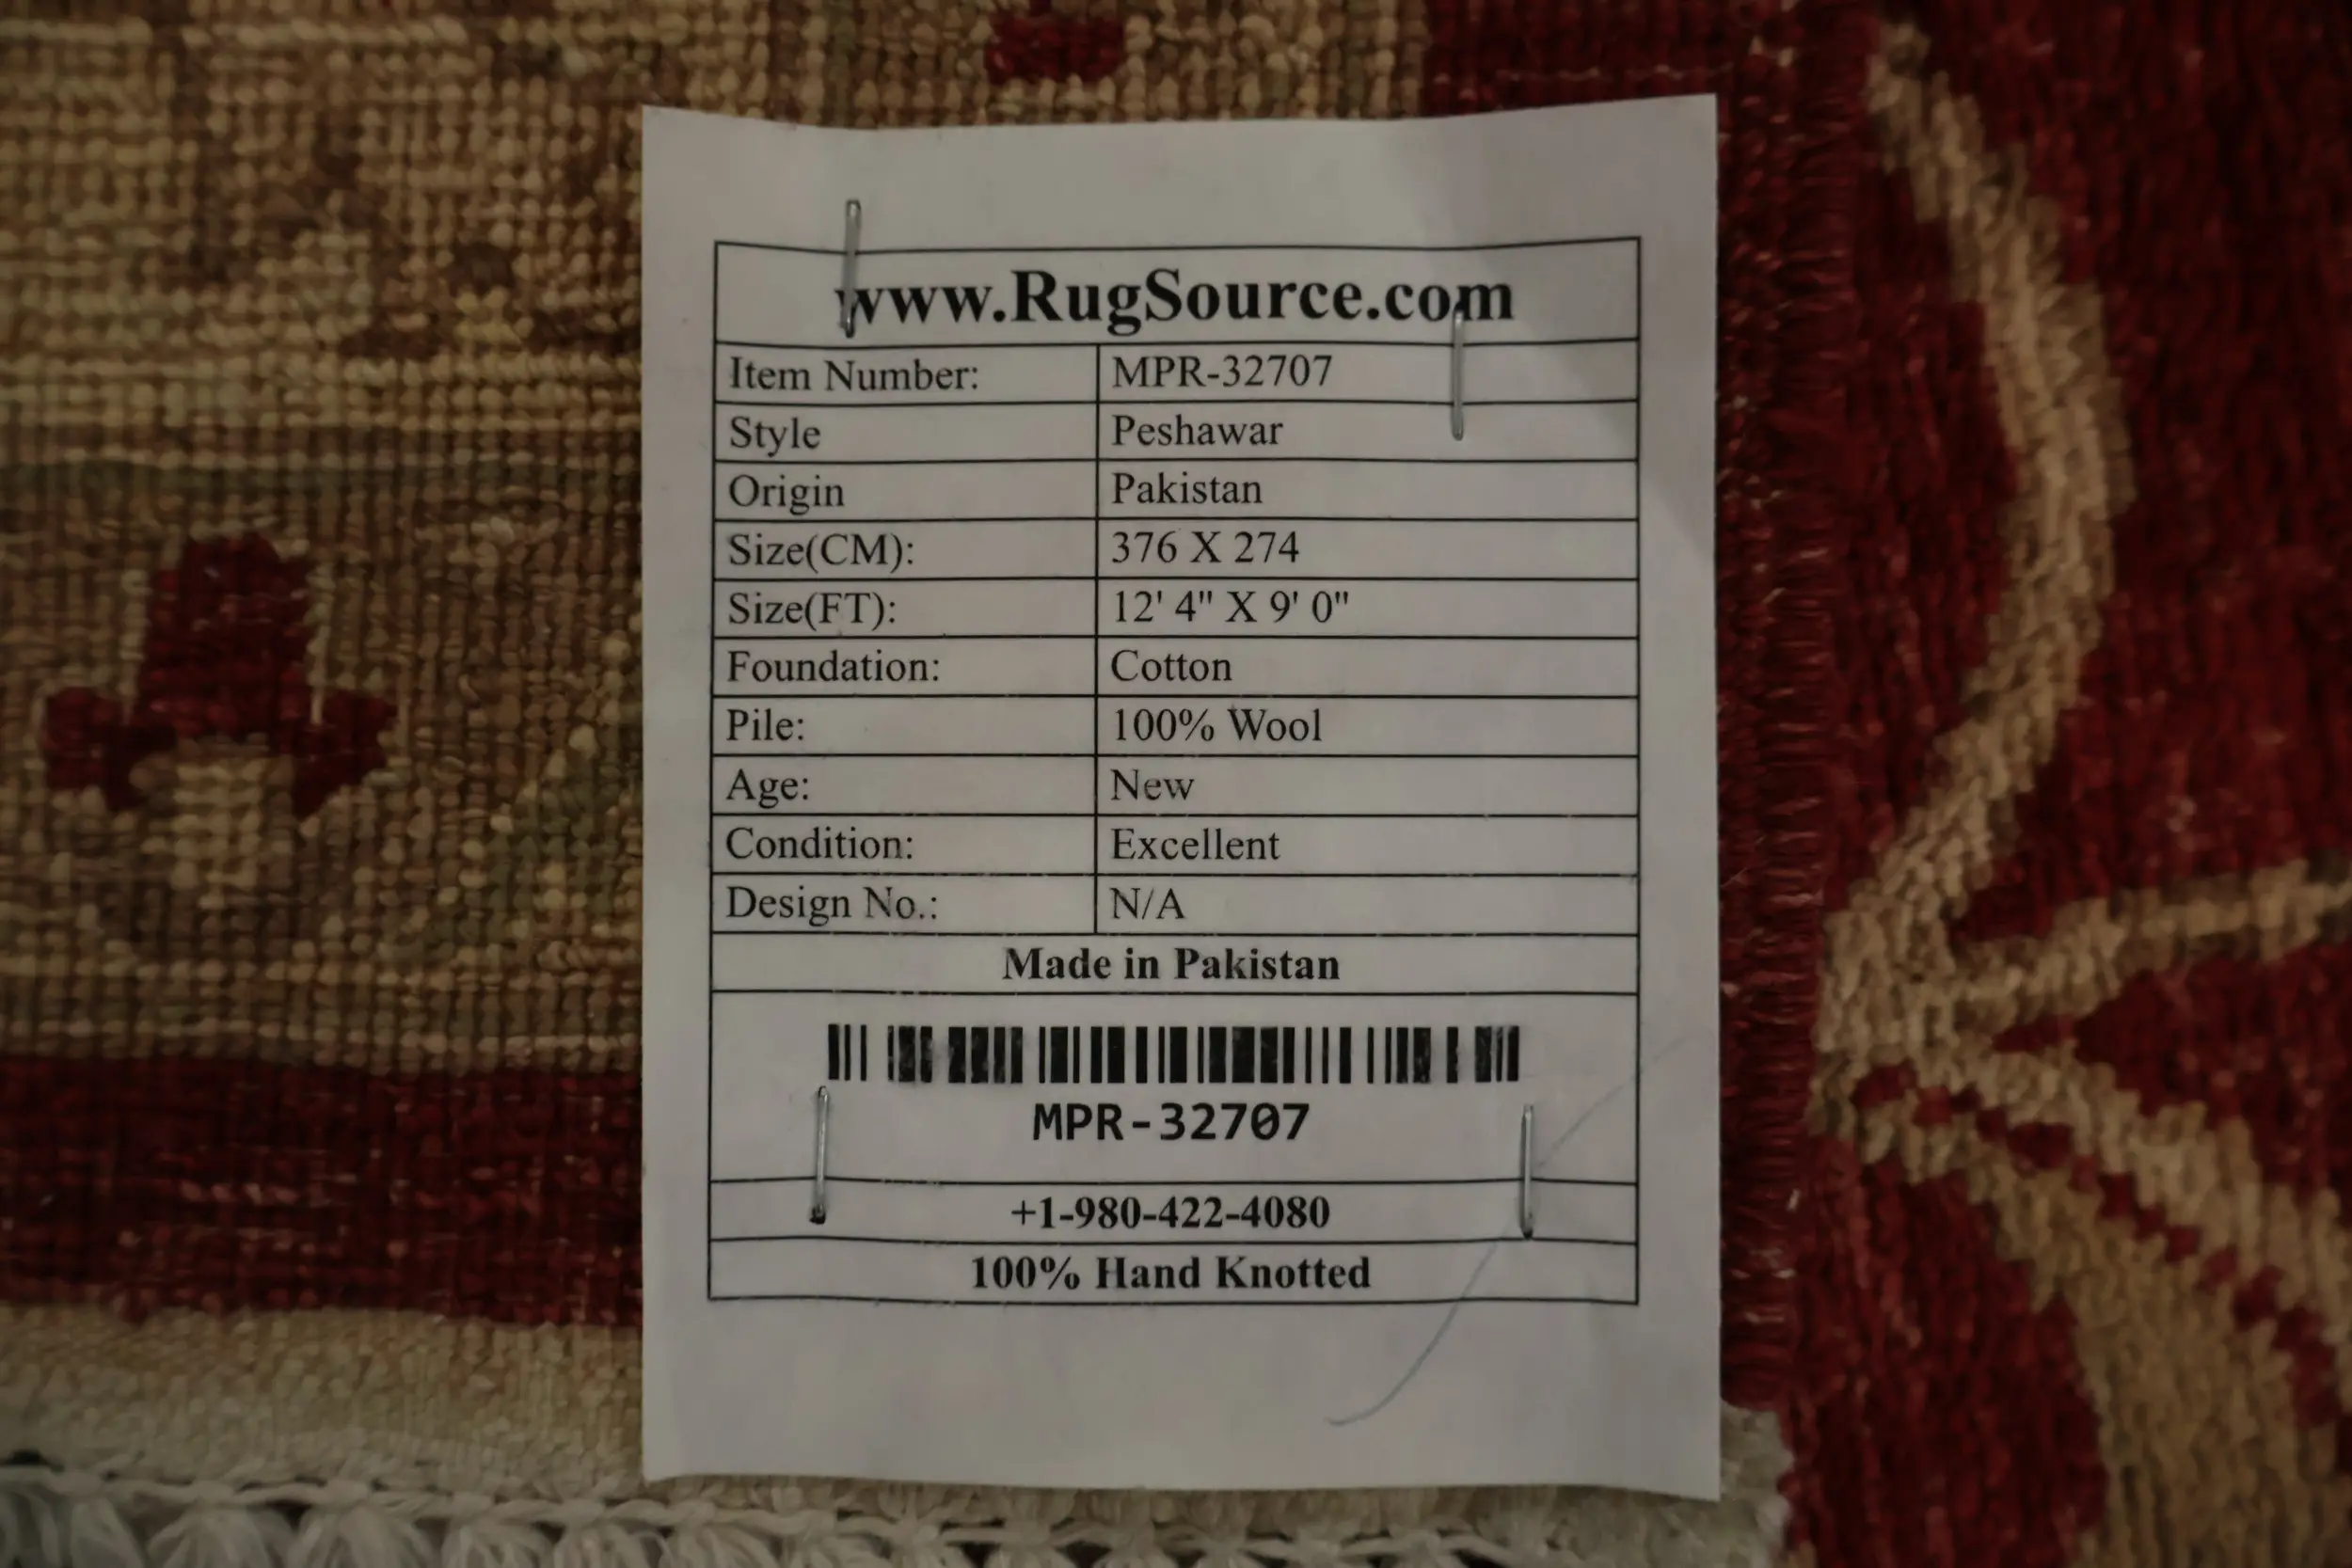 www.RugSource.com
Item Number: MPR-32707
Style Peshawar
Origin Pakistan
Size(CM): 376 X 274
Size(FT): 12' 4" X 9' 0"
Foundation: Cotton
Pile: 100% Wool
Age: New
Condition: Excellent
Design No.: N/A
Made in Pakistan
MPR-32707
+1-980-422-4080
100% Hand Knotted